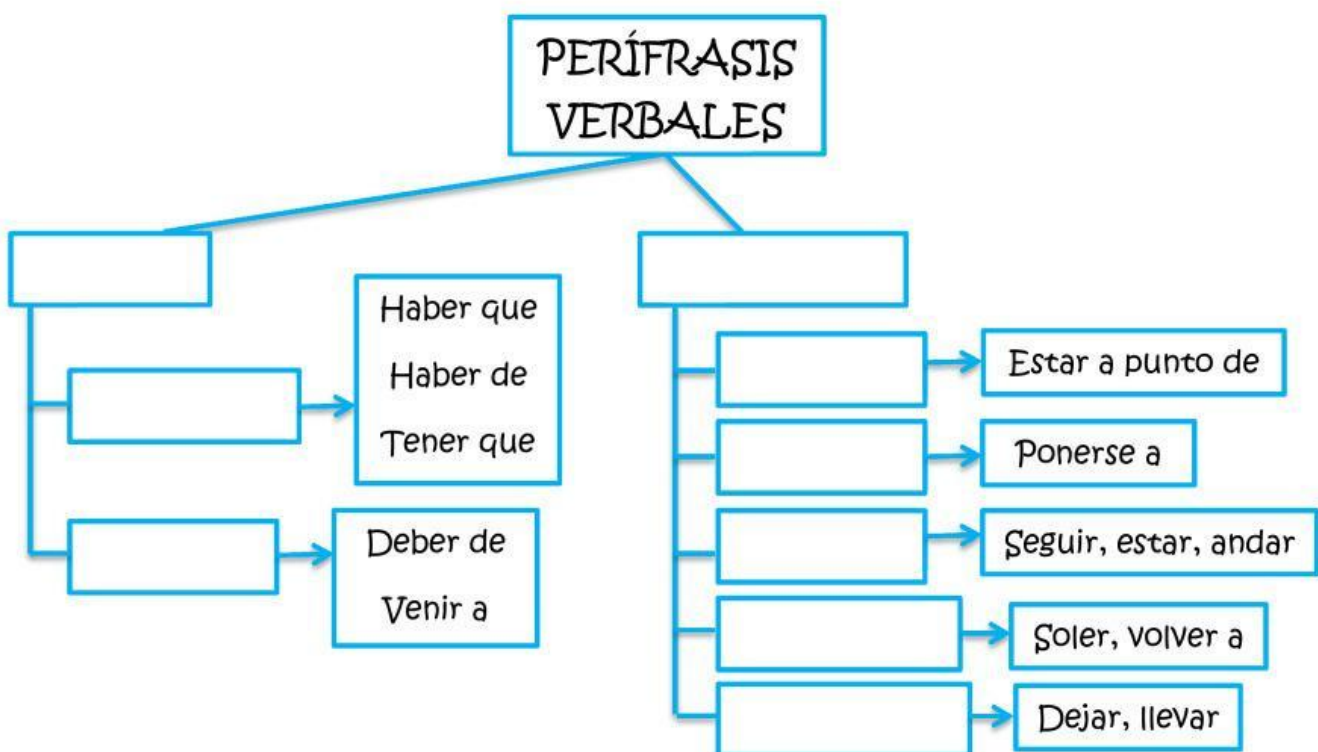 PERÍFRASIS
VERBALES
Haber que
Haber de
Tener que
Deber de
Venir a
Estar a punto de
Ponerse a
Seguir, estar, andar
Soler, volver a
Dejar, llevar